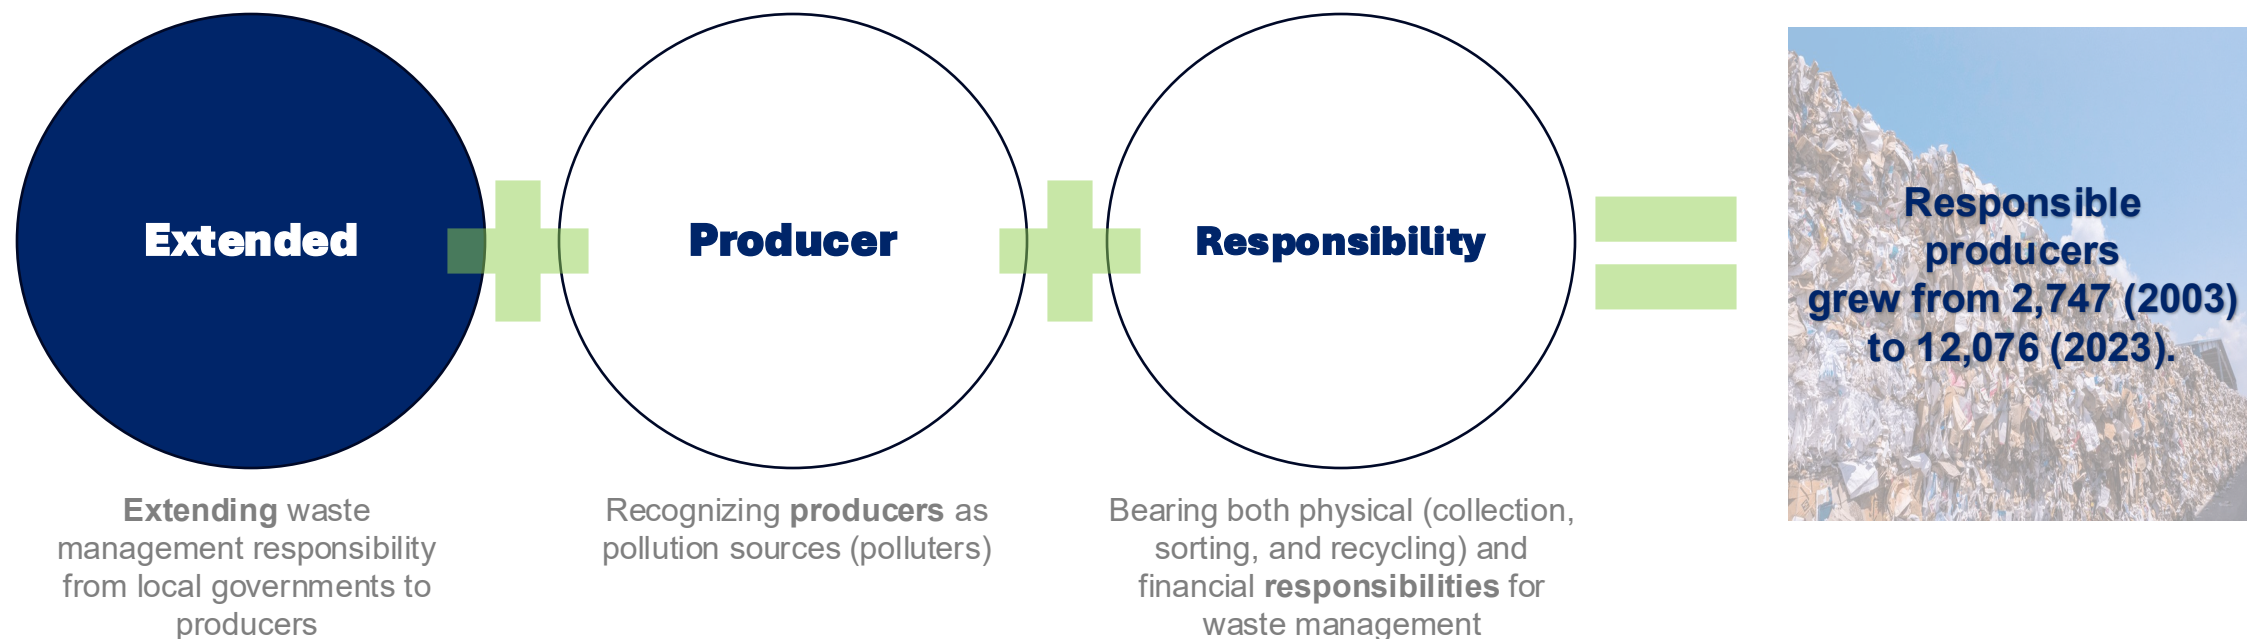 Extended
Producer
Responsibility
Responsible
producers
grew from 2,747 (2003)
to 12,076 (2023).
Extending waste
management responsibility
from local governments to
producers
Recognizing producers as
pollution sources (polluters)
Bearing both physical (collection,
sorting, and recycling) and
financial responsibilities for
waste management